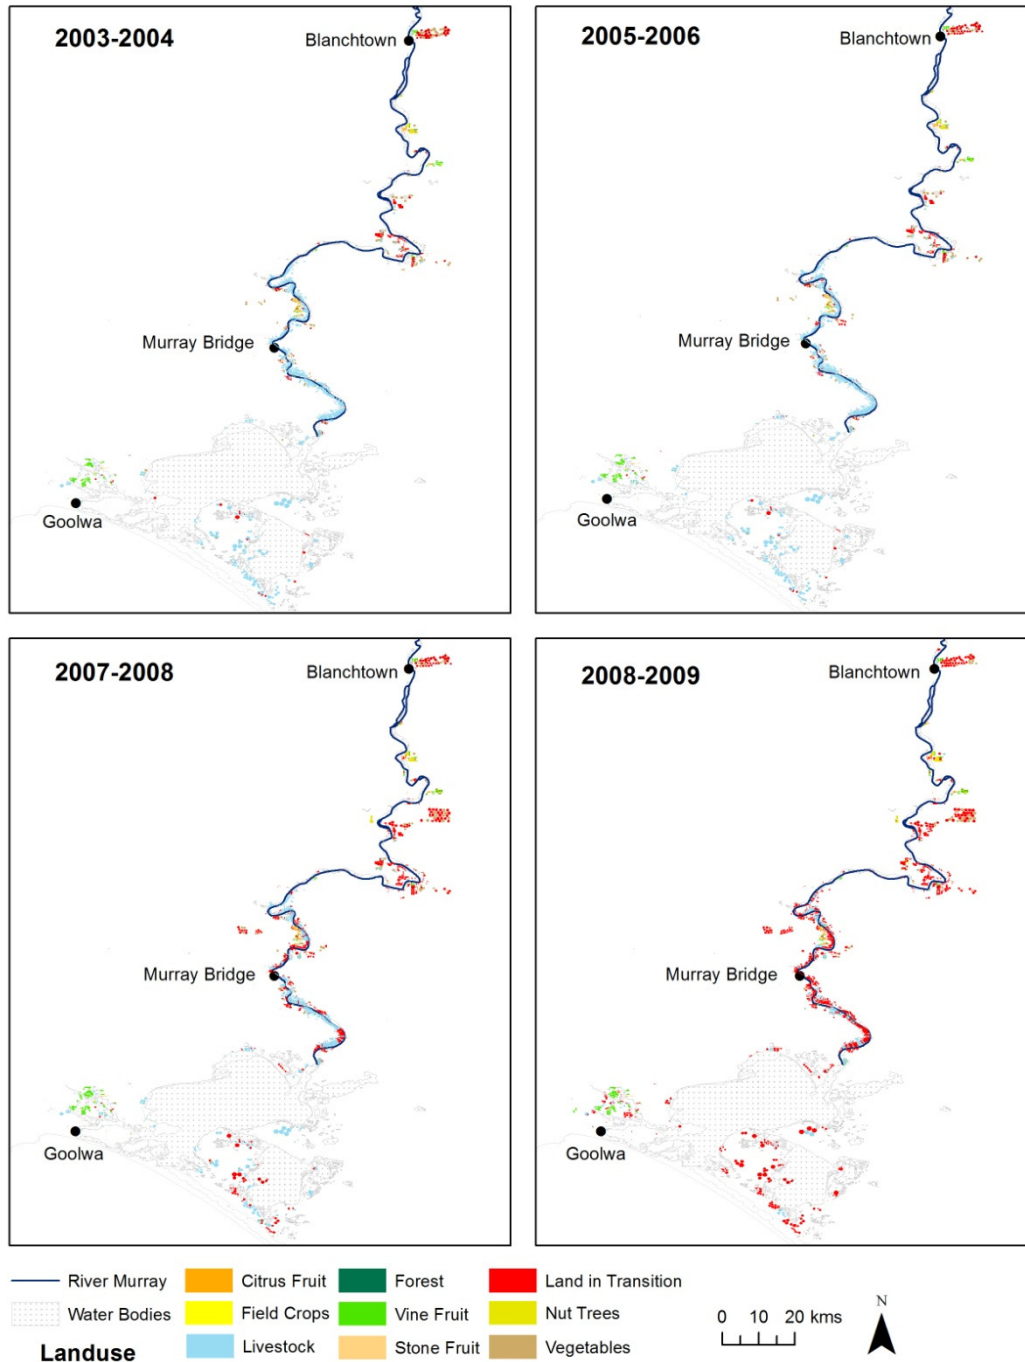 2003-2004
Blanchtown
Murray Bridge
Goolwa
2005-2006
Blanchtown
Murray Bridge
Goolwa
2007-2008
Blanchtown
Murray Bridge
Goolwa
2008-2009
Blanchtown
Murray Bridge
Goolwa
River Murray
Water Bodies
Landuse
Citrus Fruit
Field Crops
Livestock
Forest
Vine Fruit
Stone Fruit
Land in Transition
Nut Trees
Vegetables
0 10 20 kms
N